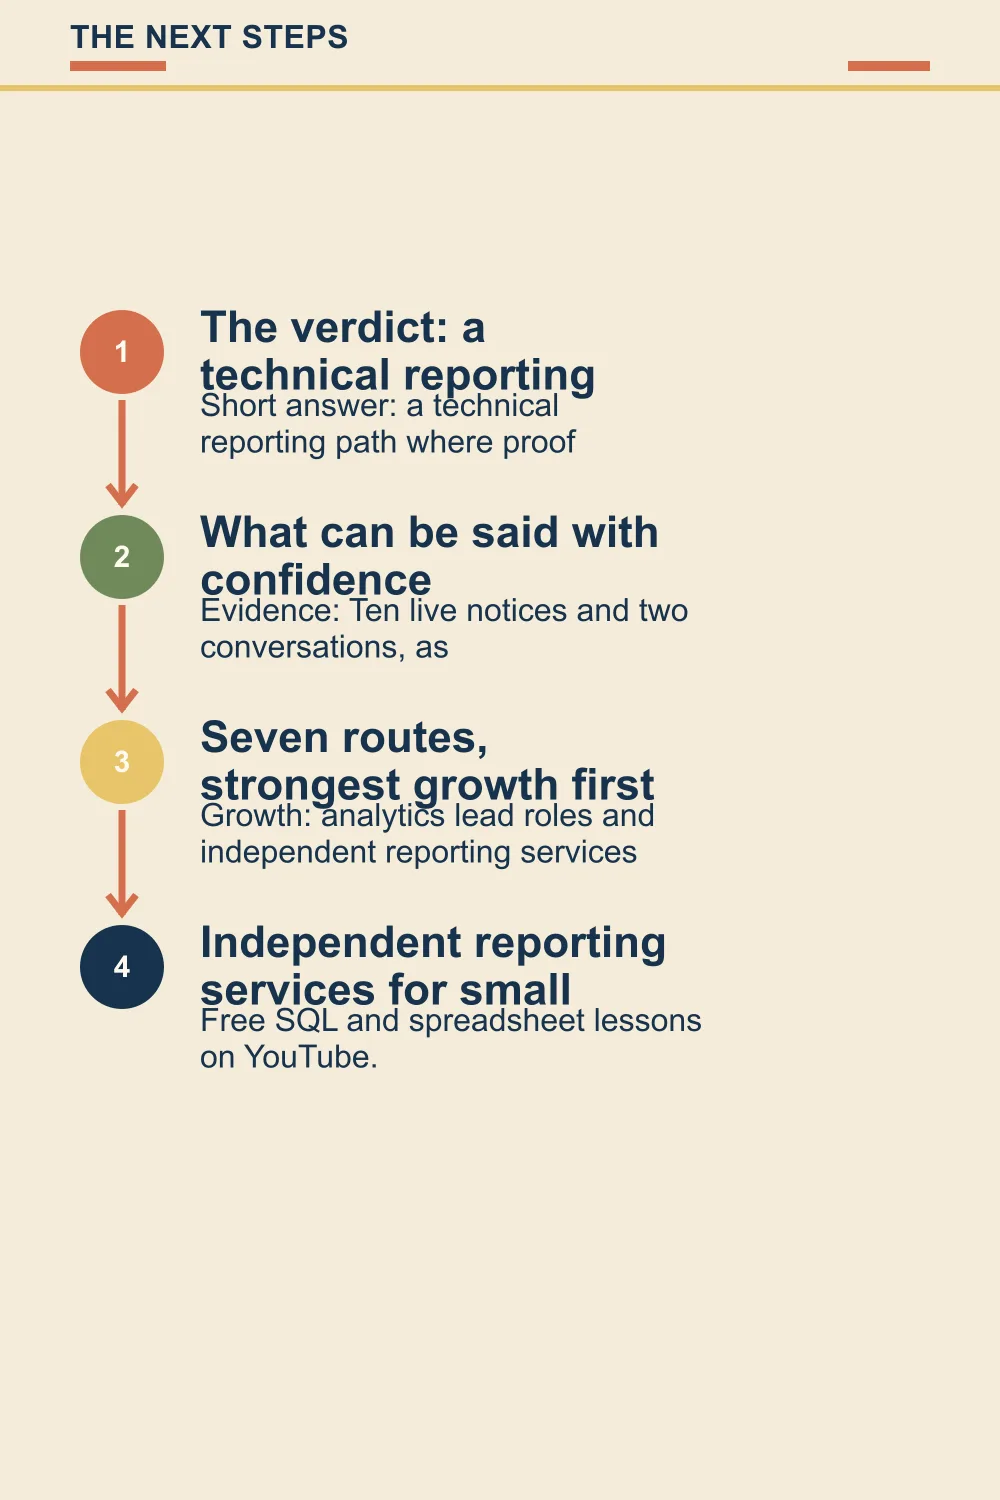 THE NEXT STEPS
1
The verdict: a
technical reporting
Short answer: a technical
reporting path where proof
2
What can be said with
confidence
Evidence: Ten live notices and two
conversations, as
3
Seven routes,
strongest growth first
Growth: analytics lead roles and
independent reporting services
4
Independent reporting
services for small
Free SQL and spreadsheet lessons
on YouTube.